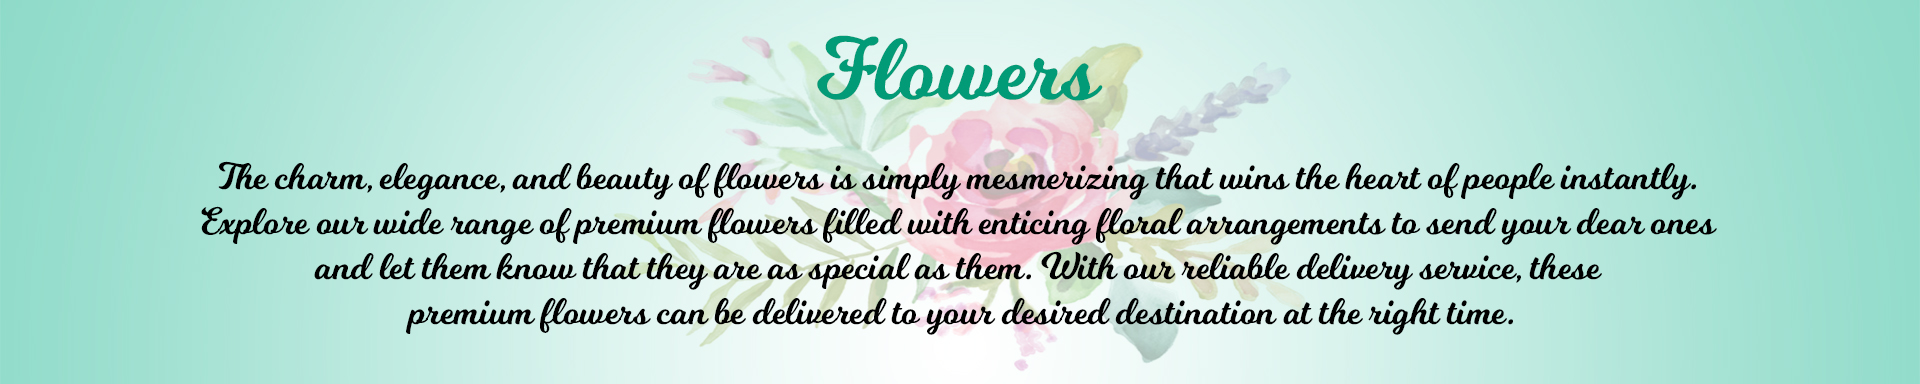 Flowers
The charm, elegance, and beauty of flowers is simply mesmerizing that wins the heart of people instantly.
Explore our wide range of premium flowers filled with enticing floral arrangements to send your dear ones
and let them know that they are as special as them. With our reliable delivery service, these
premium flowers can be delivered to your desired destination at the right time.